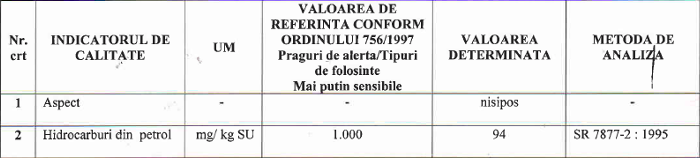 Nr. crt
INDICATORUL DE CALITATE
UM
VALOAREA DE
REFERINTA CONFORM
ORDINULUI 756/1997
Praguri de alerta/Tipuri
de folosinte
Mai putin sensibile
VALOAREA
DETERMINATA
METODA DE
ANALIZA
1 Aspect - - nisipos -
2 Hidrocarburi din petrol mg/ kg SU 1.000 94 SR 7877-2 : 1995